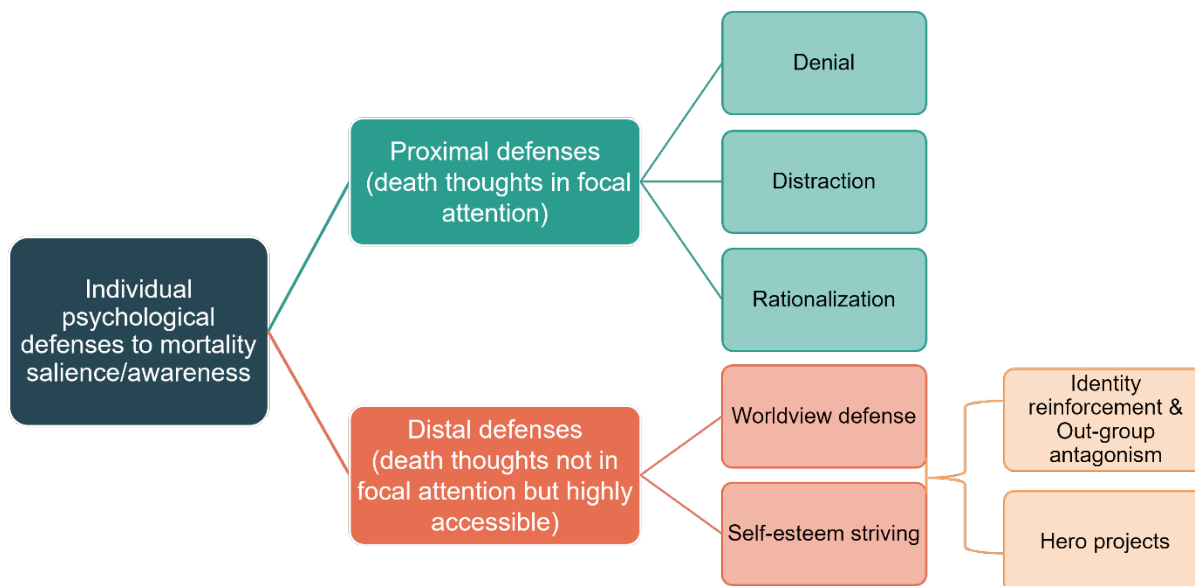 Individual
psychological
defenses to mortality
salience/awareness
Proximal defenses
(death thoughts in focal
attention)
Denial
Distraction
Rationalization
Distal defenses
(death thoughts not in
focal attention but highly
accessible)
Worldview defense
Self-esteem striving
Identity
reinforcement &
Out-group
antagonism
Hero projects